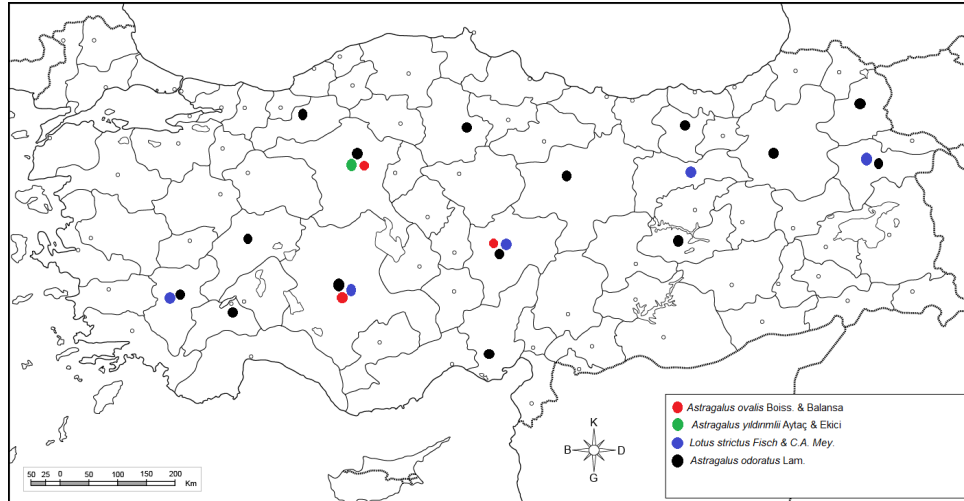 Astragalus ovalis Boiss. & Balansa
Astragalus yıldırımlii Aytaç & Ekici
Lotus strictus Fisch & C.A. Mey.
Astragalus odoratus Lam.
K
B D
G
50 25 0 50 100 150 200
Km